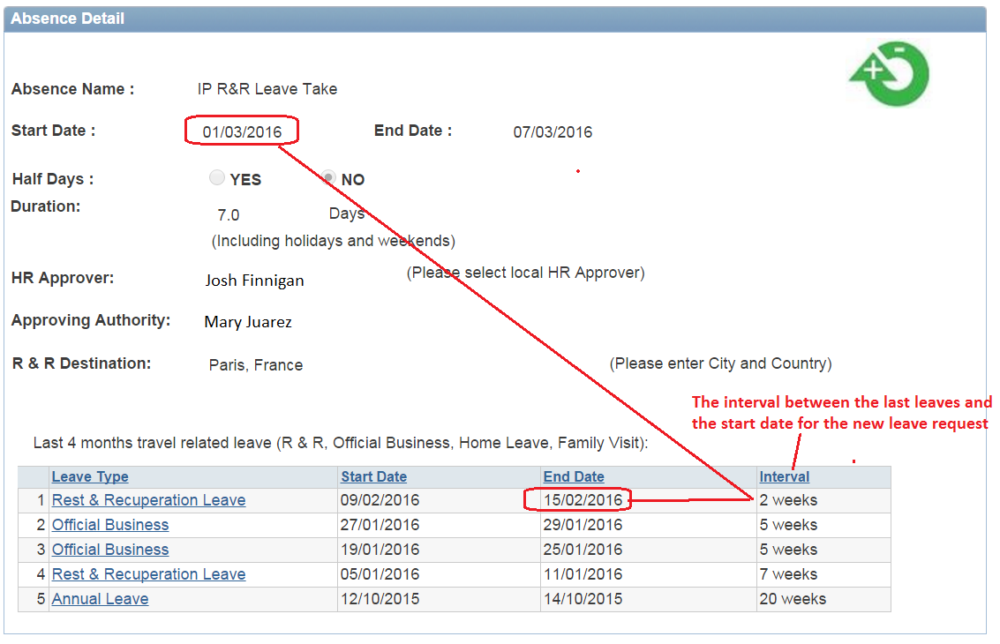 Absence Detail
Absence Name : IP R&R Leave Take
Start Date : 01/03/2016 End Date : 07/03/2016
Half Days : YES NO
Duration: 7.0 Days
(Including holidays and weekends)
HR Approver: Josh Finnigan (Please select local HR Approver)
Approving Authority: Mary Juarez
R & R Destination: Paris, France (Please enter City and Country)
The interval between the last leaves and
the start date for the new leave request
Last 4 months travel related leave (R & R, Official Business, Home Leave, Family Visit):
Leave Type Start Date End Date Interval
1 Rest & Recuperation Leave 09/02/2016 15/02/2016 2 weeks
2 Official Business 27/01/2016 29/01/2016 5 weeks
3 Official Business 19/01/2016 25/01/2016 5 weeks
4 Rest & Recuperation Leave 05/01/2016 11/01/2016 7 weeks
5 Annual Leave 12/10/2015 14/10/2015 20 weeks